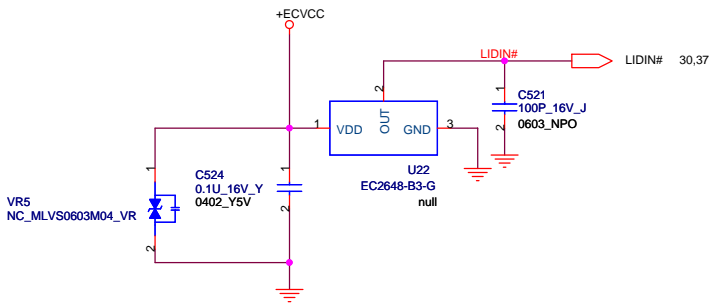 +ECVCC
LIDIN#
LIDIN# 30,37
2
1
C521
100P_16V_J
0603_NPO
2
1
VDD
OUT
GND
3
U22
EC2648-B3-G
null
1
VR5
NC_MLVS0603M04_VR
2
1
C524
0.1U_16V_Y
0402_Y5V
2